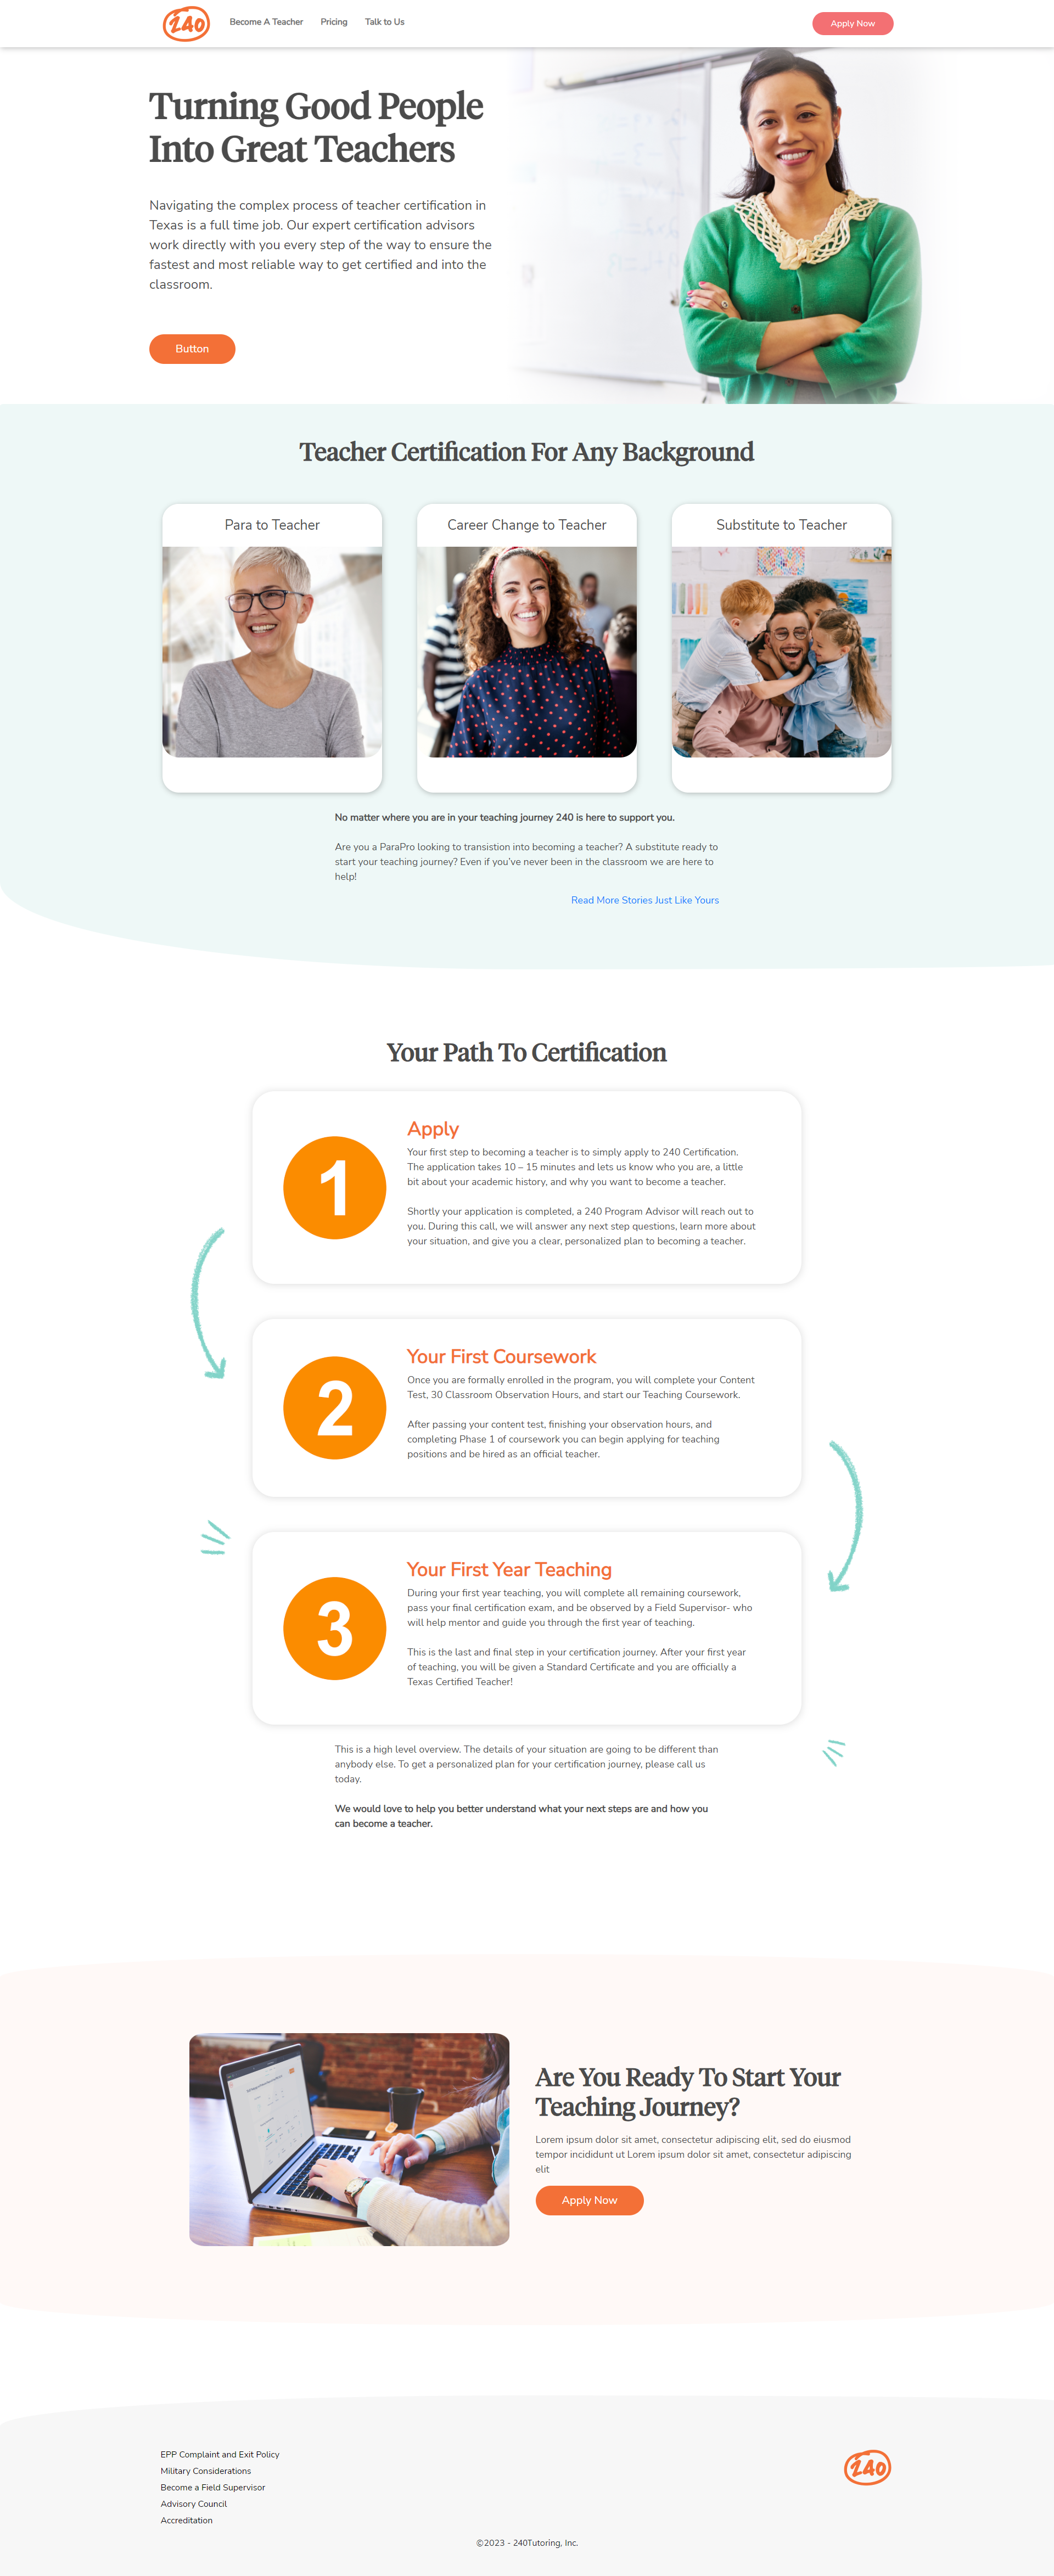 240
Become A Teacher
Pricing
Talk to Us
Apply Now
Turning Good People
Into Great Teachers
Navigating the complex process of teacher certification in
Texas is a full time job. Our expert certification advisors
work directly with you every step of the way to ensure the
fastest and most reliable way to get certified and into the
classroom.
Button
Teacher Certification For Any Background
Para to Teacher
Career Change to Teacher
Substitute to Teacher
No matter where you are in your teaching journey 240 is here to support you.
Are you a ParaPro looking to transistion into becoming a teacher? A substitute ready to
start your teaching journey? Even if you've never been in the classroom we are here to
help!
Read More Stories Just Like Yours
Your Path To Certification
1
Apply
Your first step to becoming a teacher is to simply apply to 240 Certification.
The application takes 10 – 15 minutes and lets us know who you are, a little
bit about your academic history, and why you want to become a teacher.
Shortly your application is completed, a 240 Program Advisor will reach out to
you. During this call, we will answer any next step questions, learn more about
your situation, and give you a clear, personalized plan to becoming a teacher.
2
Your First Coursework
Once you are formally enrolled in the program, you will complete your Content
Test, 30 Classroom Observation Hours, and start our Teaching Coursework.
After passing your content test, finishing your observation hours, and
completing Phase 1 of coursework you can begin applying for teaching
positions and be hired as an official teacher.
3
Your First Year Teaching
During your first year teaching, you will complete all remaining coursework,
pass your final certification exam, and be observed by a Field Supervisor- who
will help mentor and guide you through the first year of teaching.
This is the last and final step in your certification journey. After your first year
of teaching, you will be given a Standard Certificate and you are officially a
Texas Certified Teacher!
This is a high level overview. The details of your situation are going to be different than
anybody else. To get a personalized plan for your certification journey, please call us
today.
We would love to help you better understand what your next steps are and how you
can become a teacher.
Are You Ready To Start Your
Teaching Journey?
Lorem ipsum dolor sit amet, consectetur adipiscing elit, sed do eiusmod
tempor incididunt ut Lorem ipsum dolor sit amet, consectetur adipiscing
elit
Apply Now
EPP Complaint and Exit Policy
Military Considerations
Become a Field Supervisor
Advisory Council
Accreditation
240
©2023 - 240Tutoring, Inc.